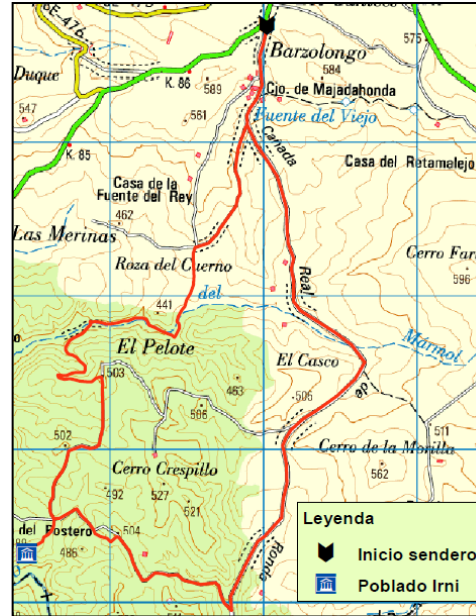 Barzolongo
575
Duque
K. 86
589
584
Cjo. de Majadahonda
547
561
Fuente del Viejo
K. 85
Cañada
Casa del Retamalejo
Casa de la
Fuente del Rey
462
Las Merinas
Roza del Cuerno
Cerro Far
596
Real
441
del
Mármol
El Pelote
503
El Casco
483
de
506
506
511
502
Cerro de la Morilla
Cerro Crespillo
562
492
527
521
del Postero
504
486
Ronda
Leyenda
Inicio sendero
Poblado Irni